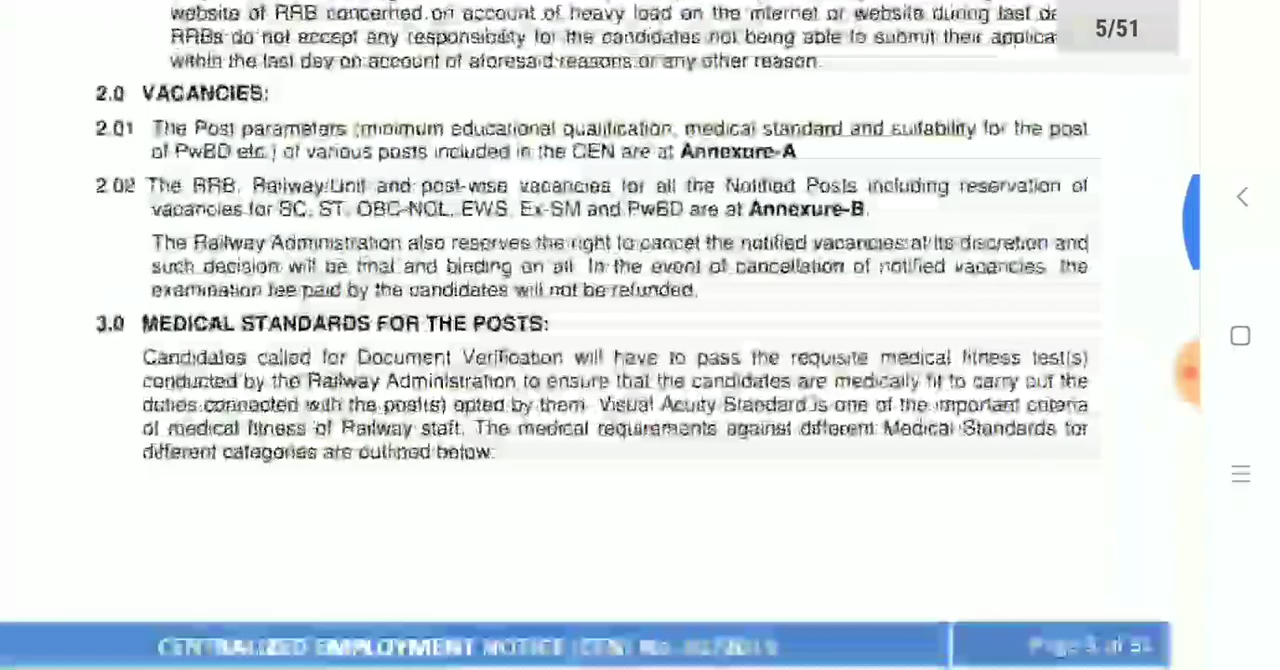 website of RRB concerned on account of heavy load on the internet or website during last
RRBs do not accept any responsibility for the candidates not being able to submit their
within the last day on account of aforesaid reasons or any other reason.
5/51
2.0 VACANCIES:
2.01 The Post parameters (minimum educational qualification, medical standard and suitability for the post
of PwBD etc.) of various posts included in the CEN are at Annexure-A
2.02 The RRB, Railway/Unit and post-wise vacancies for all the Notified Posts including reservation of
vacancies for SC, ST, OBC-NCL, EWS, Ex-SM and PwBD are at Annexure-B.
The Railway Administration also reserves the right to cancel the notified vacancies at its discretion and
such decision will be final and binding on all. In the event of cancellation of notified vacancies, the
examination fee paid by the candidates will not be refunded.
3.0 MEDICAL STANDARDS FOR THE POSTS:
Candidates called for Document Verification will have to pass the requisite medical fitness test(s)
conducted by the Railway Administration to ensure that the candidates are medically fit to carry out the
duties connected with the post(s) opted by them. Visual Acuity Standard is one of the important criteria
of medical fitness of Railway staff. The medical requirements against different Medical Standards for
different categories are outlined below:
CENTRALIZED EMPLOYMENT NOTICE (CEN) No.
Page 5 of 51